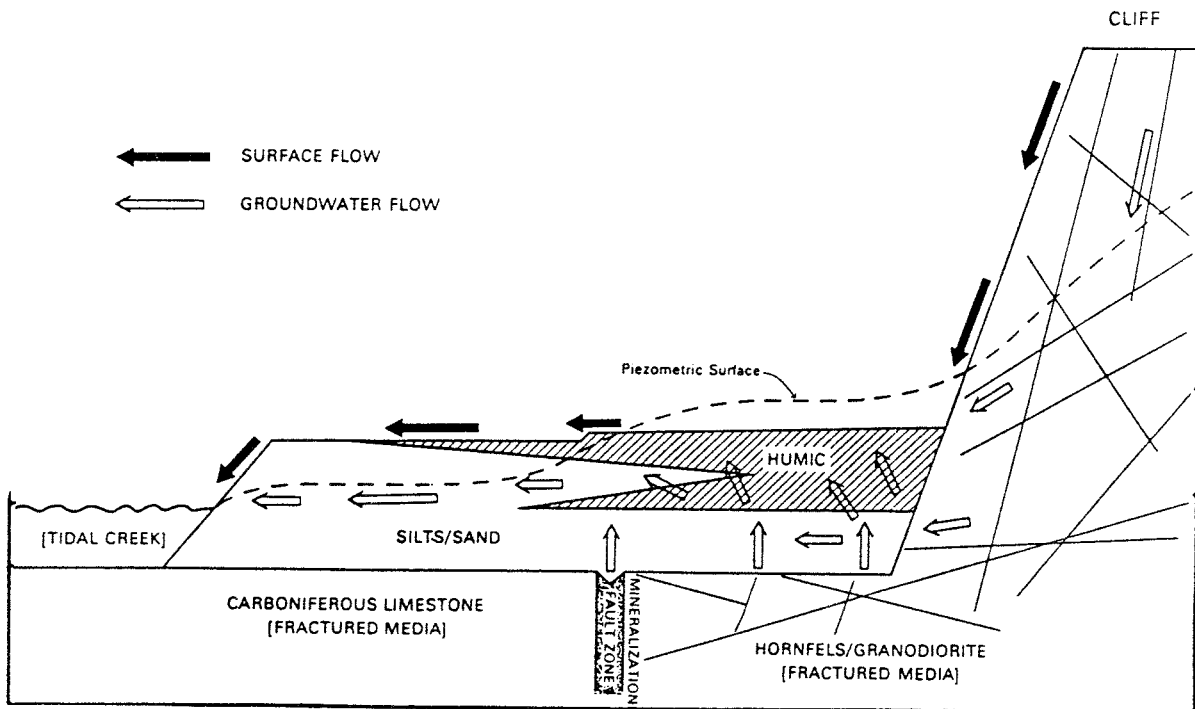 CLIFF
SURFACE FLOW
GROUNDWATER FLOW
Piezometric Surface
HUMIC
[TIDAL CREEK]
SILTS/SAND
CARBONIFEROUS LIMESTONE
[FRACTURED MEDIA]
FAULT ZONE
MINERALIZATION
HORNFELS/GRANODIORITE
[FRACTURED MEDIA]